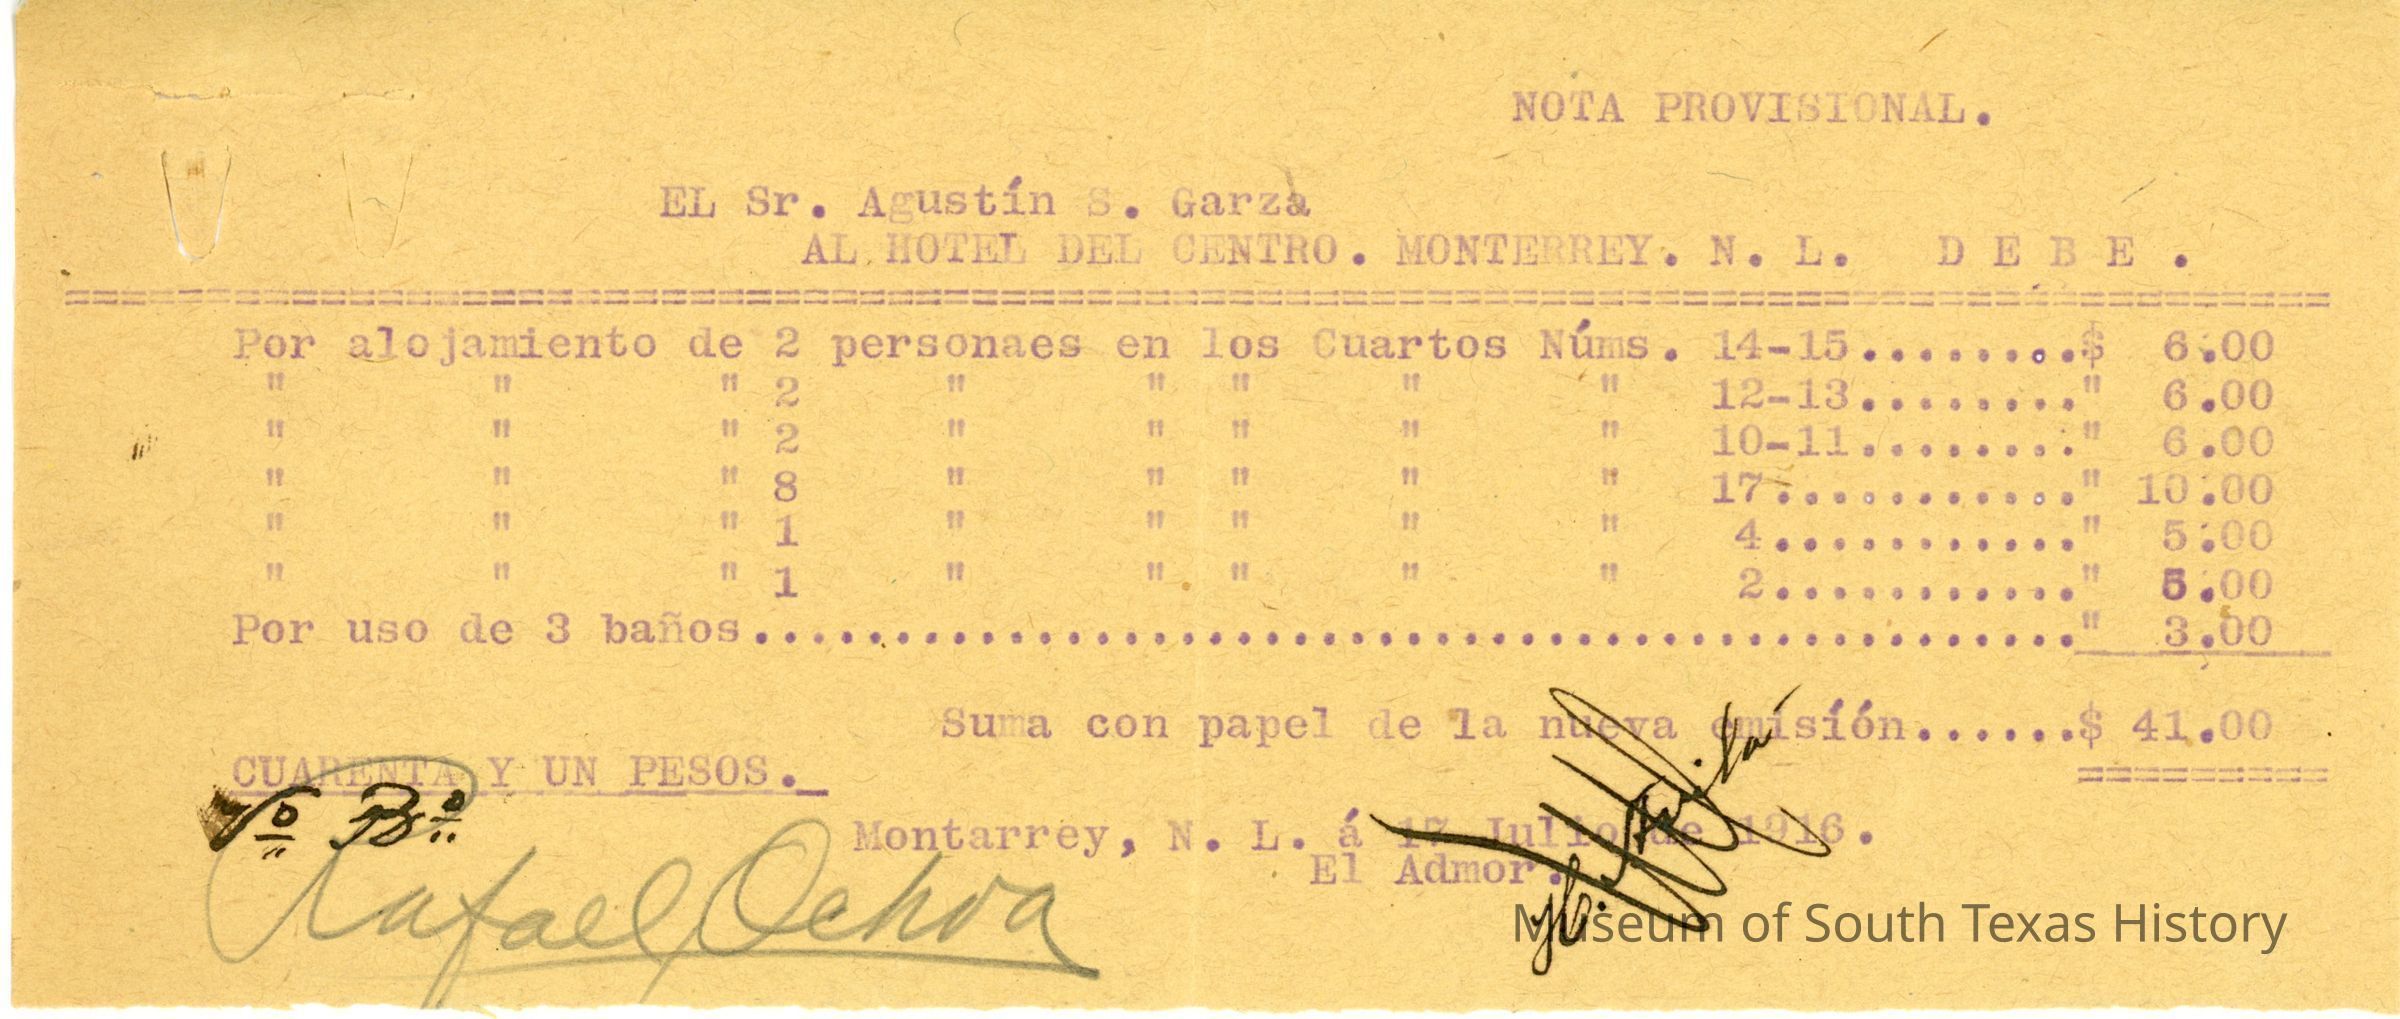 NOTA PROVISIONAL.
EL Sr. Agustín S. Garza
AL HOTEL DEL CENTRO. MONTERREY. N. L. D E B E .
================================================================================
Por alojamiento de 2 personaes en los Cuartos Núms. 14-15........$ 6.00
" " " 2 " " " " " 12-13........" 6.00
" " " 2 " " " " " 10-11........" 6.00
" " " 8 " " " " " 17..........." 10.00
" " " 1 " " " " " 4..........." 5.00
" " " 1 " " " " " 2..........." 5.00
Por uso de 3 baños..............................................." 3.00
Suma con papel de la nueva emisión......$ 41.00
CUARENTA Y UN PESOS. =========
Vo Bo
Montarrey, N. L. á 17 Julio de 1916.
El Admor.
Rafael Ochoa
Museum of South Texas History